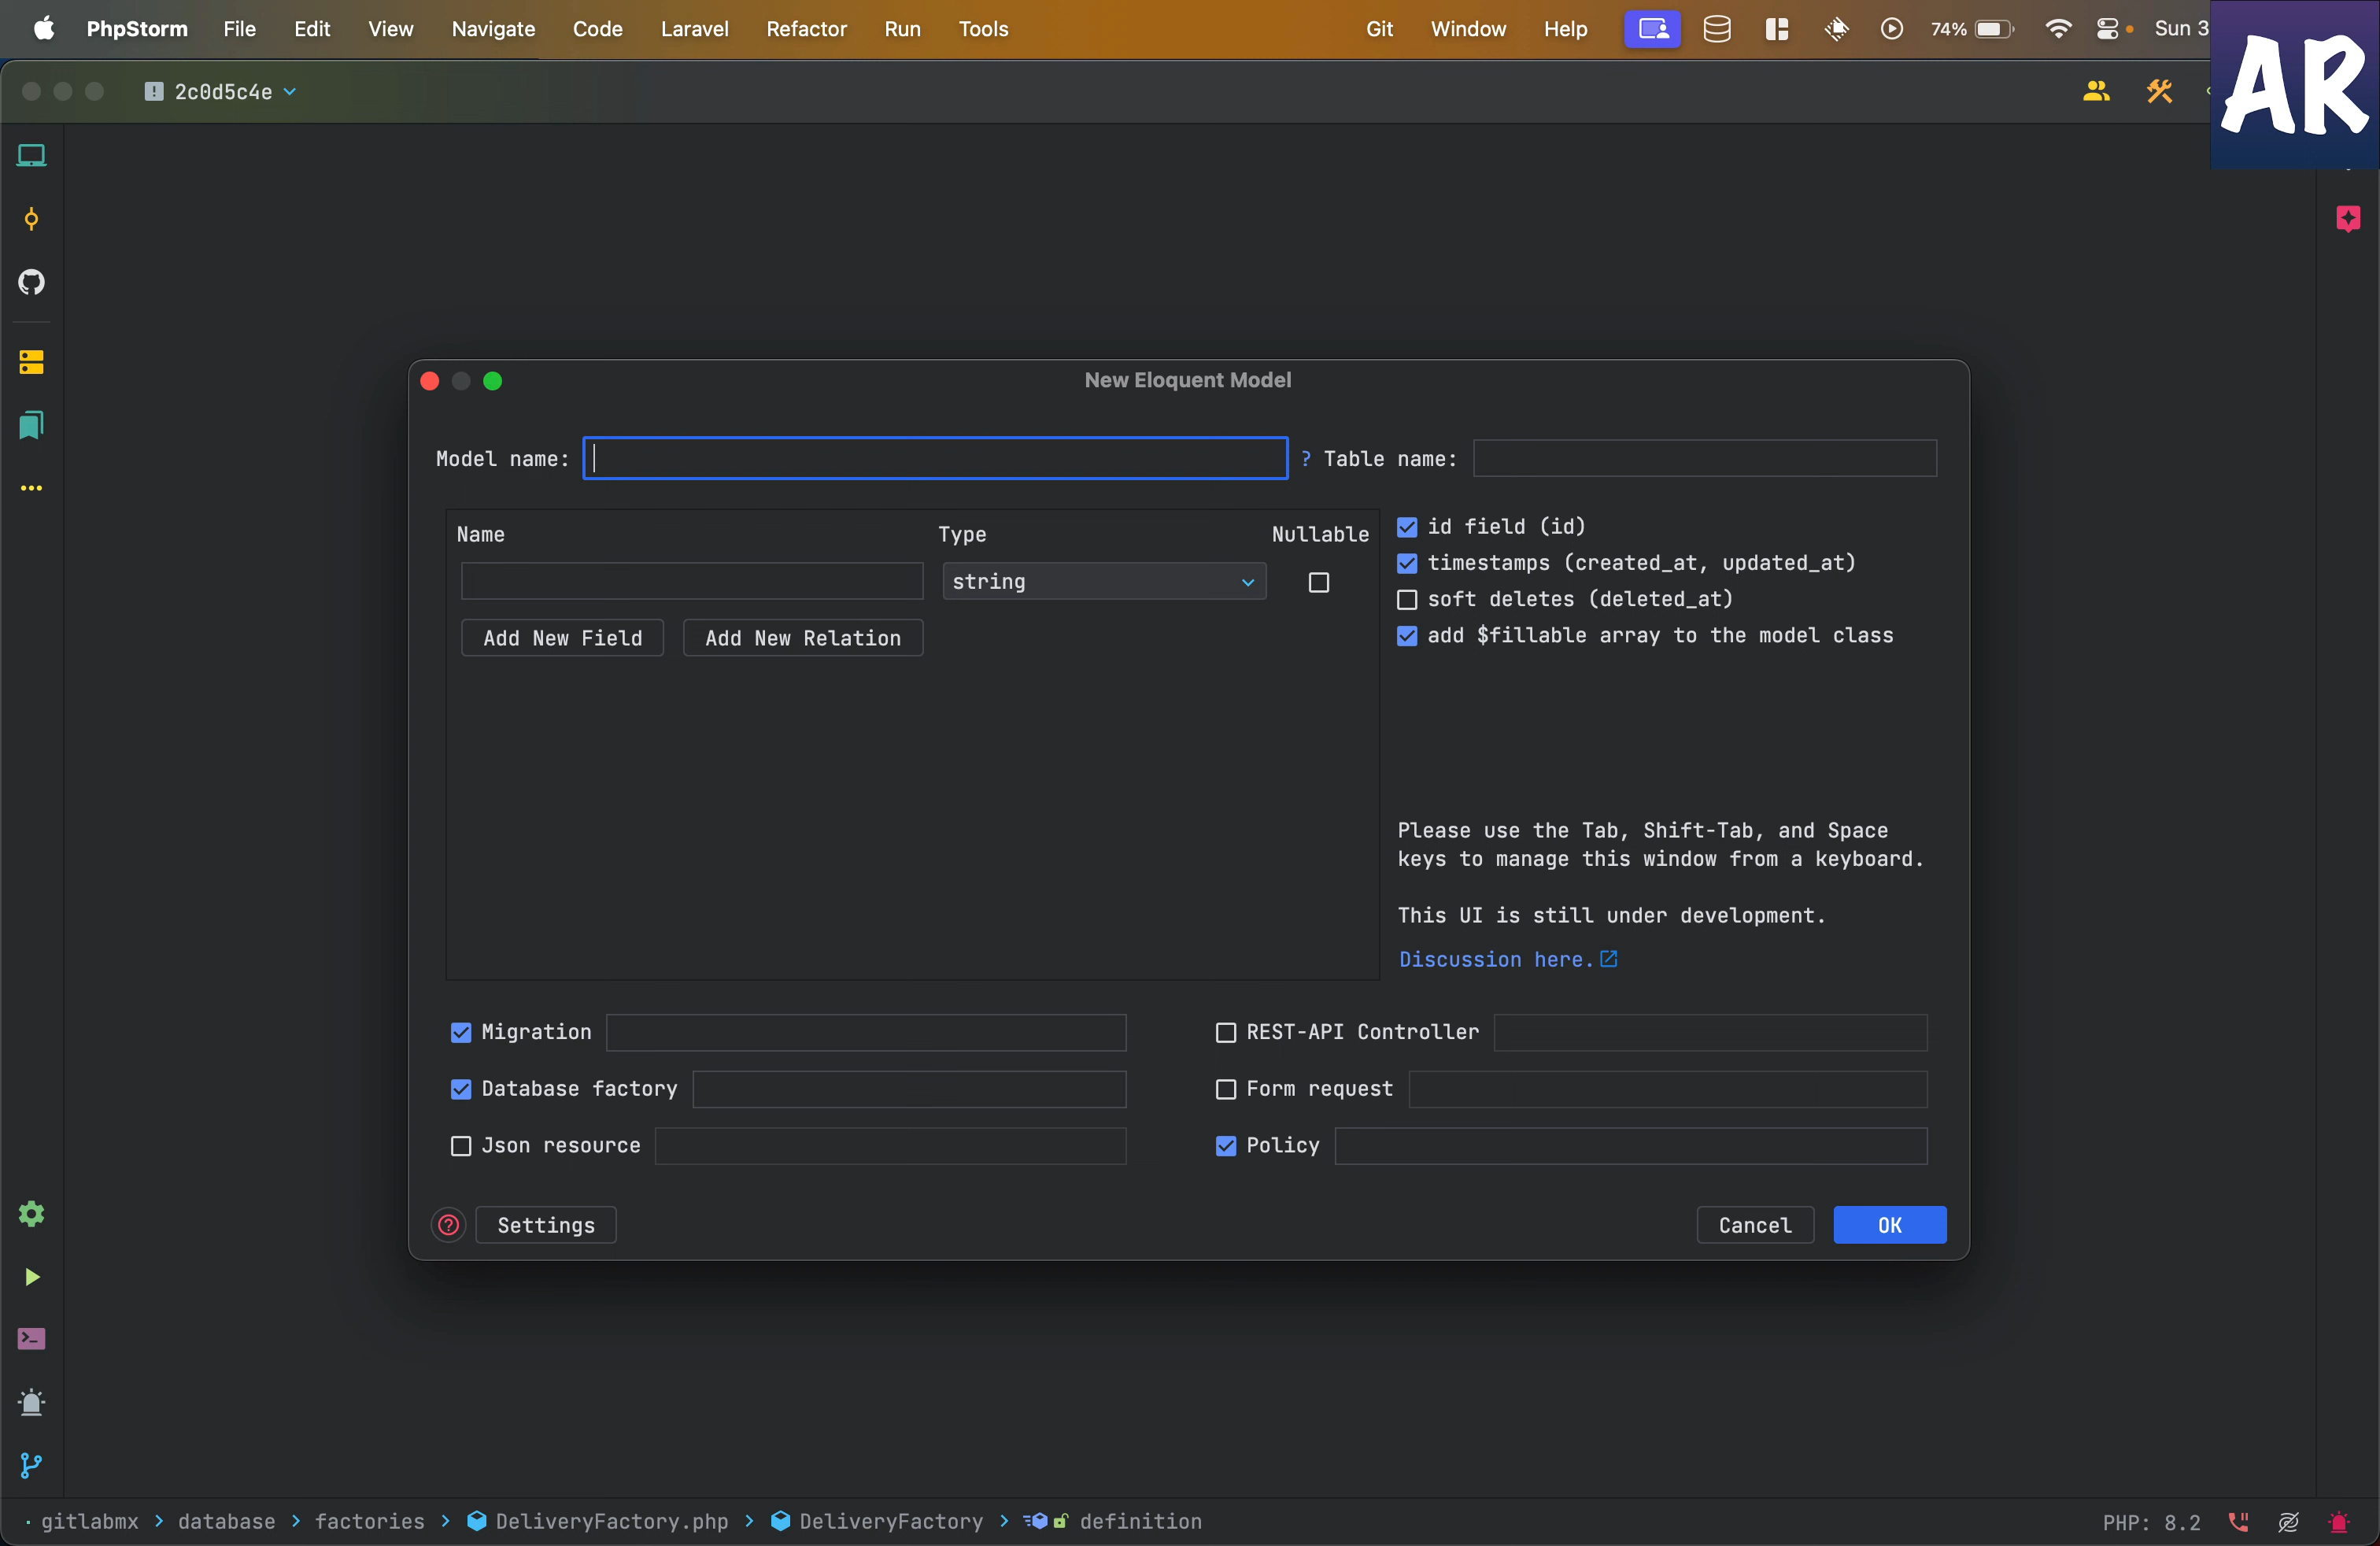 PhpStorm File Edit View Navigate Code Laravel Refactor Run Tools Git Window Help 74% Sun 3
AR
2c0d5c4e
New Eloquent Model
Model name: ? Table name:
Name Type Nullable
string
Add New Field Add New Relation
id field (id)
timestamps (created_at, updated_at)
soft deletes (deleted_at)
add $fillable array to the model class
Please use the Tab, Shift-Tab, and Space
keys to manage this window from a keyboard.
This UI is still under development.
Discussion here.
Migration REST-API Controller
Database factory Form request
Json resource Policy
? Settings Cancel OK
gitlabmx > database > factories > DeliveryFactory.php > DeliveryFactory > definition PHP: 8.2